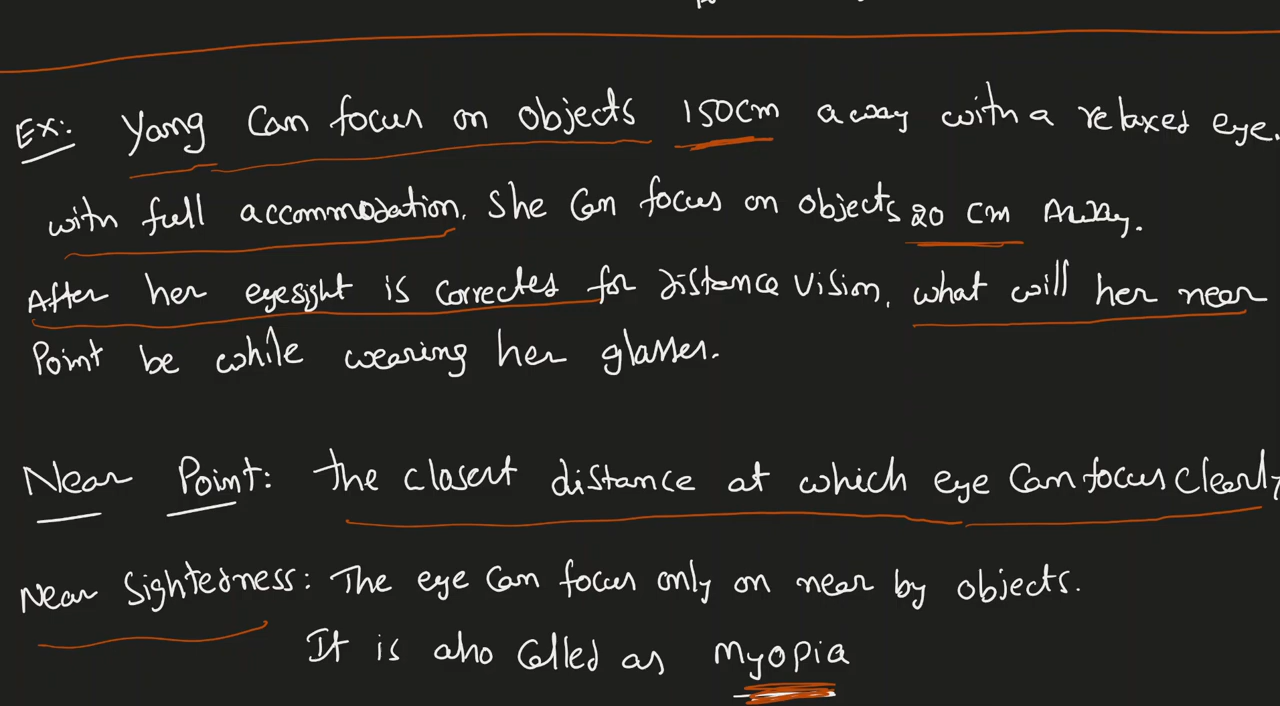 Ex: Yang can focus on objects 150cm away with a relaxed eye.
with full accommodation. She can focus on objects 20 cm Away.
After her eyesight is corrected for distance vision, what will her near
Point be while wearing her glasses.
Near Point: the closest distance at which eye can focus clearly
Near Sightedness: The eye can focus only on near by objects.
It is also called as Myopia